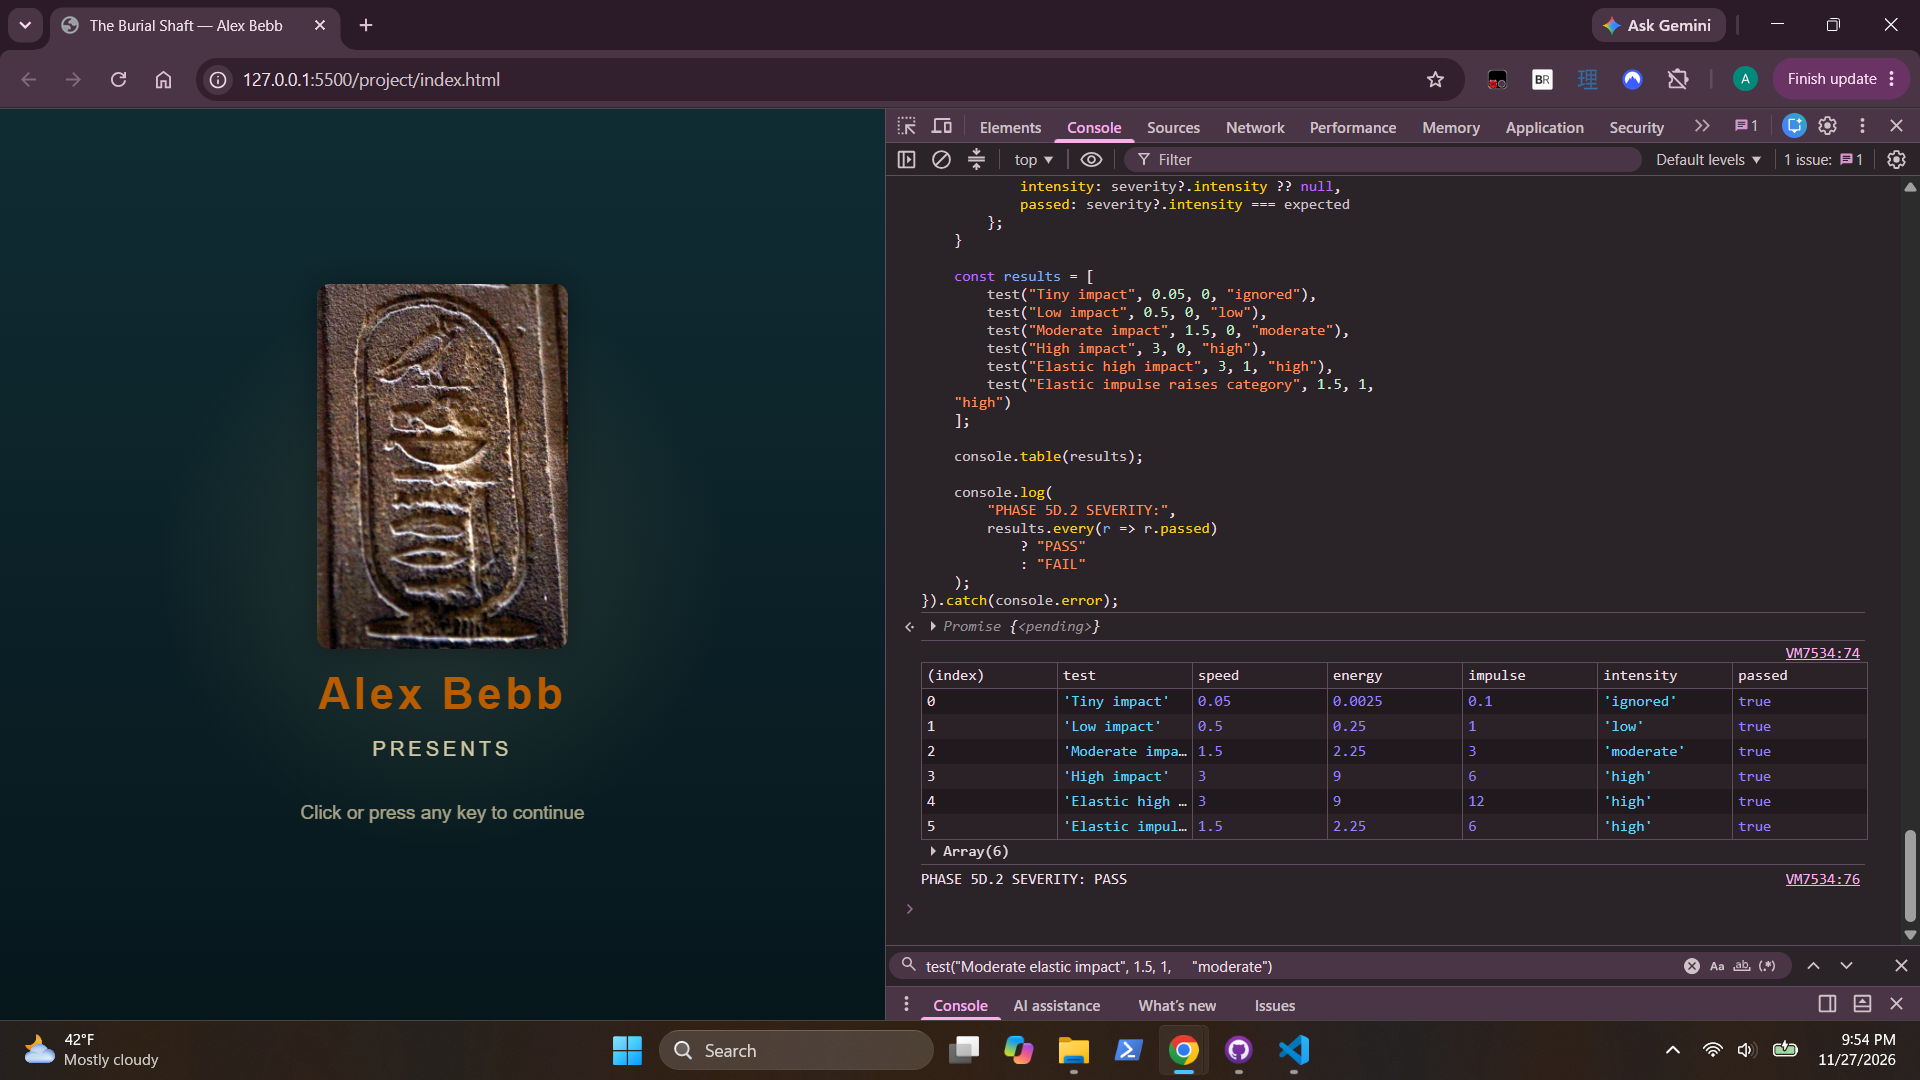 The Burial Shaft — Alex Bebb
Ask Gemini
127.0.0.1:5500/project/index.html
BR
理
A
Finish update
Alex Bebb
PRESENTS
Click or press any key to continue
Elements
Console
Sources
Network
Performance
Memory
Application
Security
1
top
Filter
Default levels
1 issue:
1
intensity: severity?.intensity ?? null,
passed: severity?.intensity === expected
};
}
const results = [
test("Tiny impact", 0.05, 0, "ignored"),
test("Low impact", 0.5, 0, "low"),
test("Moderate impact", 1.5, 0, "moderate"),
test("High impact", 3, 0, "high"),
test("Elastic high impact", 3, 1, "high"),
test("Elastic impulse raises category", 1.5, 1,
"high")
];
console.table(results);
console.log(
"PHASE 5D.2 SEVERITY:",
results.every(r => r.passed)
? "PASS"
: "FAIL"
);
}).catch(console.error);
Promise {<pending>}
VM7534:74
(index) test speed energy impulse intensity passed
0 'Tiny impact' 0.05 0.0025 0.1 'ignored' true
1 'Low impact' 0.5 0.25 1 'low' true
2 'Moderate impa… 1.5 2.25 3 'moderate' true
3 'High impact' 3 9 6 'high' true
4 'Elastic high … 3 9 12 'high' true
5 'Elastic impul… 1.5 2.25 6 'high' true
Array(6)
PHASE 5D.2 SEVERITY: PASS
VM7534:76
test("Moderate elastic impact", 1.5, 1, "moderate")
Aa
ab
(.*)
Console
AI assistance
What's new
Issues
42°F
Mostly cloudy
Search
9:54 PM
11/27/2026